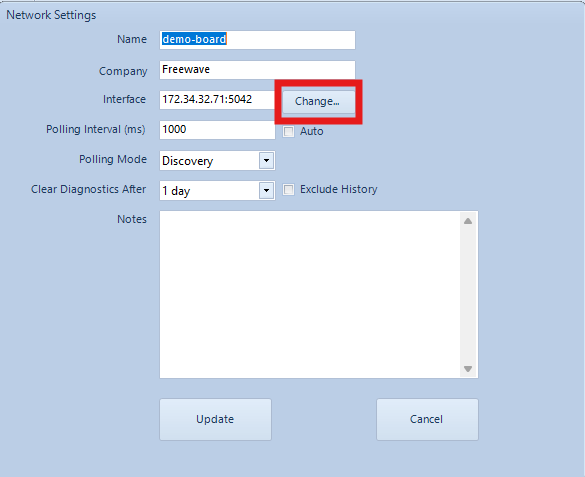 Network Settings
Name demo-board
Company Freewave
Interface 172.34.32.71:5042 Change...
Polling Interval (ms) 1000 Auto
Polling Mode Discovery
Clear Diagnostics After 1 day Exclude History
Notes
Update Cancel